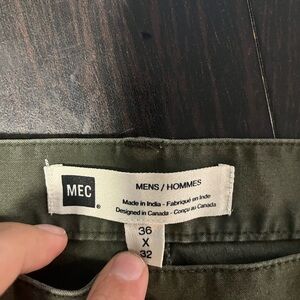 MEC®
MENS / HOMMES
Made in India - Fabriqué en Inde
Designed in Canada - Conçu au Canada
36
X
32